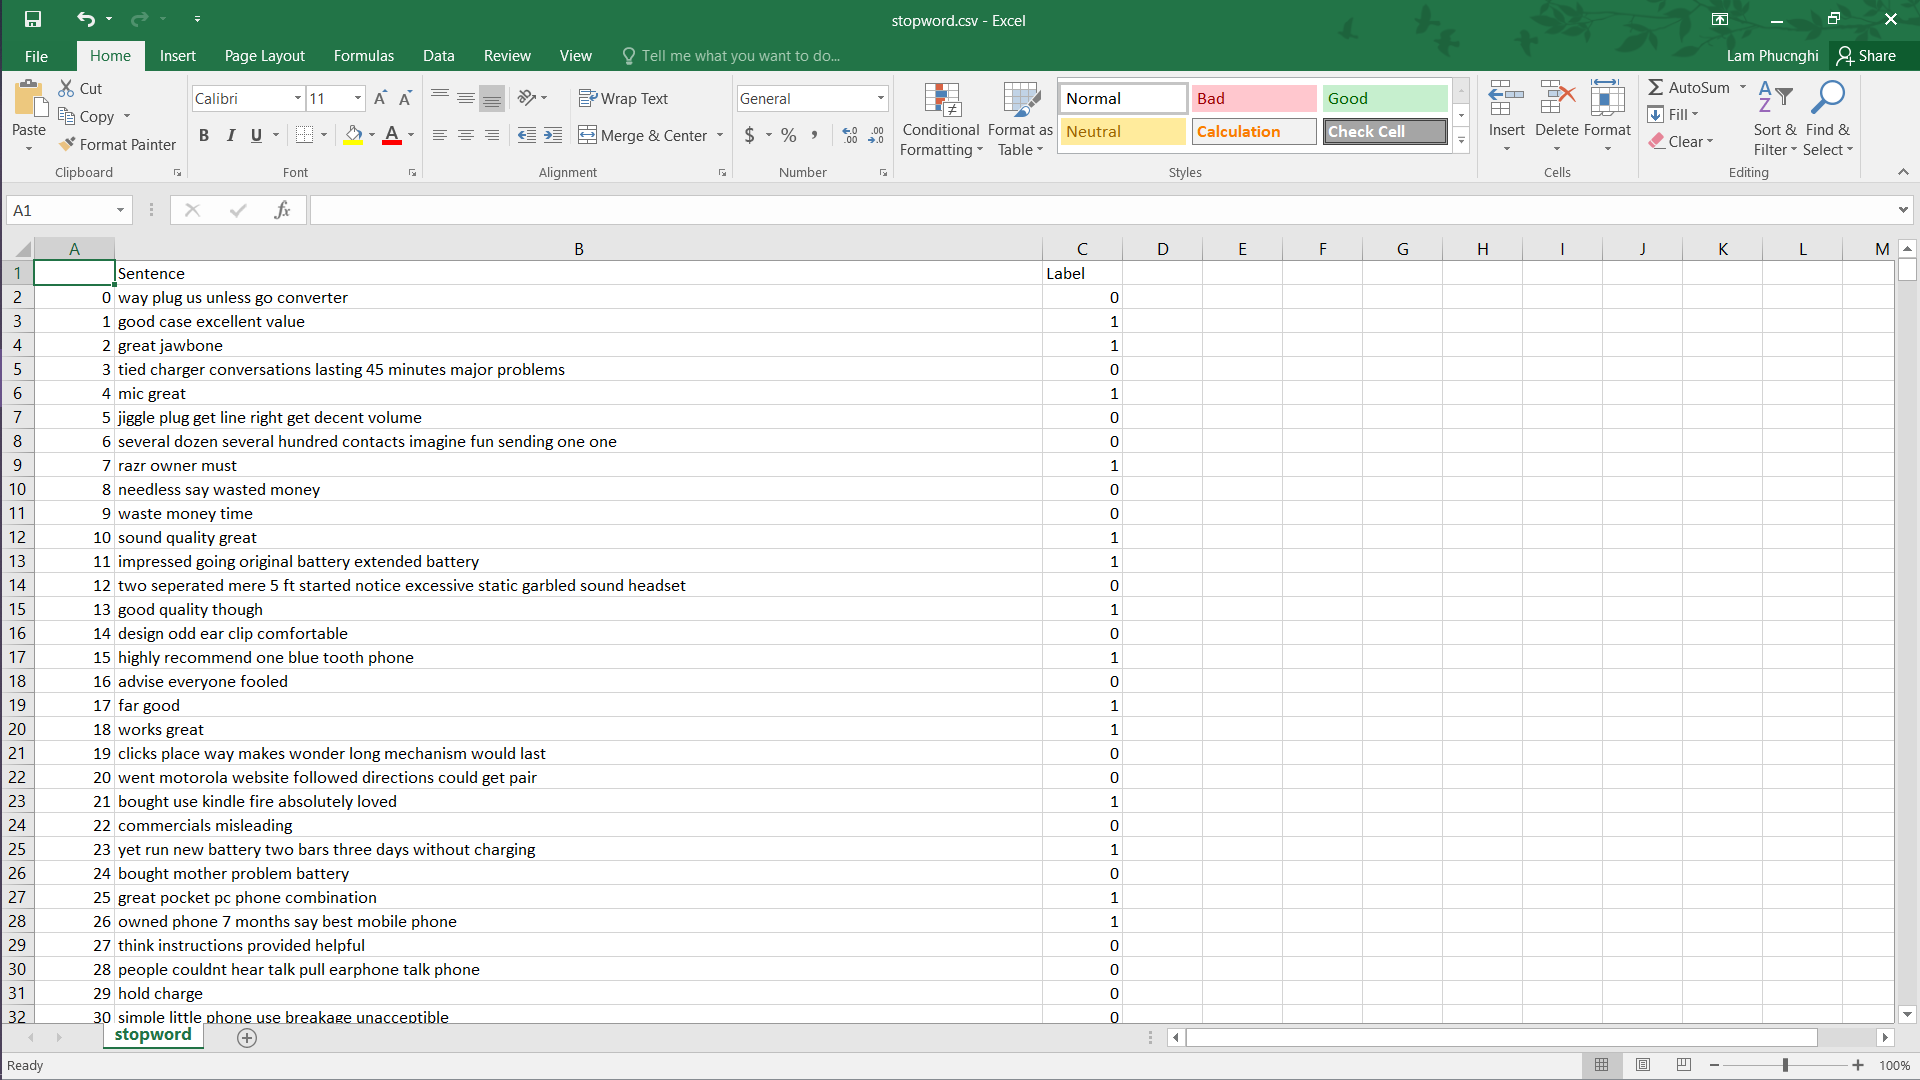 stopword.csv - Excel
File Home Insert Page Layout Formulas Data Review View Tell me what you want to do... Lam Phucnghi Share
Paste Cut Copy Format Painter Clipboard
Calibri 11 A A B I U A Font
Wrap Text Merge & Center Alignment
General $ % , .00 .0 Number
Conditional Formatting Format as Table
Normal Bad Good
Neutral Calculation Check Cell
Styles
Insert Delete Format Cells
AutoSum Fill Clear Sort & Filter Find & Select Editing
A1 fx
A B C D E F G H I J K L M
1 Sentence Label
2 0 way plug us unless go converter 0
3 1 good case excellent value 1
4 2 great jawbone 1
5 3 tied charger conversations lasting 45 minutes major problems 0
6 4 mic great 1
7 5 jiggle plug get line right get decent volume 0
8 6 several dozen several hundred contacts imagine fun sending one one 0
9 7 razr owner must 1
10 8 needless say wasted money 0
11 9 waste money time 0
12 10 sound quality great 1
13 11 impressed going original battery extended battery 1
14 12 two seperated mere 5 ft started notice excessive static garbled sound headset 0
15 13 good quality though 1
16 14 design odd ear clip comfortable 0
17 15 highly recommend one blue tooth phone 1
18 16 advise everyone fooled 0
19 17 far good 1
20 18 works great 1
21 19 clicks place way makes wonder long mechanism would last 0
22 20 went motorola website followed directions could get pair 0
23 21 bought use kindle fire absolutely loved 1
24 22 commercials misleading 0
25 23 yet run new battery two bars three days without charging 1
26 24 bought mother problem battery 0
27 25 great pocket pc phone combination 1
28 26 owned phone 7 months say best mobile phone 1
29 27 think instructions provided helpful 0
30 28 people couldnt hear talk pull earphone talk phone 0
31 29 hold charge 0
32 30 simple little phone use breakage unacceptible 0
stopword
Ready 100%